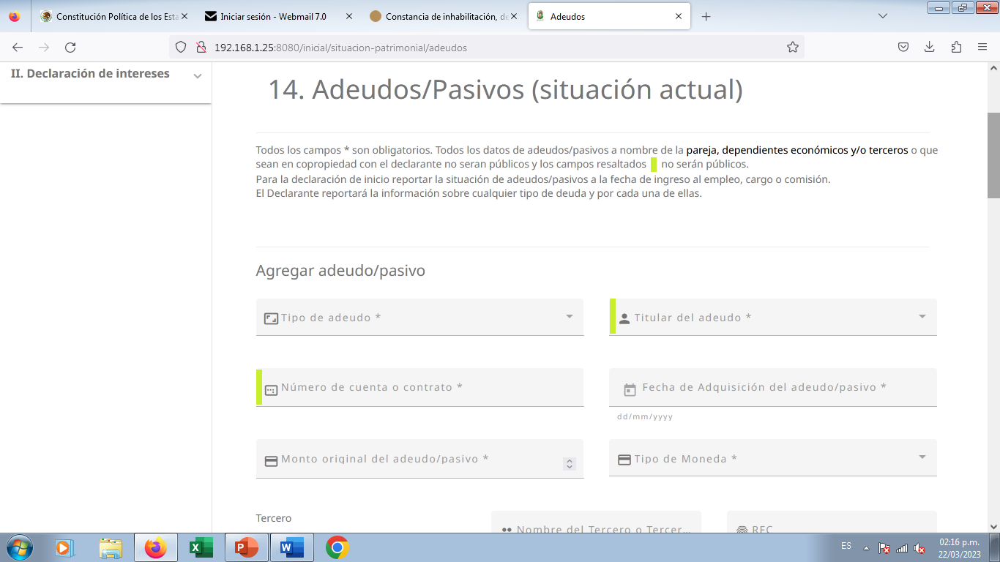 Constitución Política de los Esta
Iniciar sesión - Webmail 7.0
Constancia de inhabilitación, de
Adeudos
192.168.1.25:8080/inicial/situacion-patrimonial/adeudos
II. Declaración de intereses
14. Adeudos/Pasivos (situación actual)
Todos los campos * son obligatorios. Todos los datos de adeudos/pasivos a nombre de la pareja, dependientes económicos y/o terceros o que
sean en copropiedad con el declarante no seran públicos y los campos resaltados no serán públicos.
Para la declaración de inicio reportar la situación de adeudos/pasivos a la fecha de ingreso al empleo, cargo o comisión.
El Declarante reportará la información sobre cualquier tipo de deuda y por cada una de ellas.
Agregar adeudo/pasivo
Tipo de adeudo *
Titular del adeudo *
Número de cuenta o contrato *
Fecha de Adquisición del adeudo/pasivo *
dd/mm/yyyy
Monto original del adeudo/pasivo *
Tipo de Moneda *
Tercero
Nombre del Tercero o Tercer...
RFC
ES
02:16 p.m.
22/03/2023